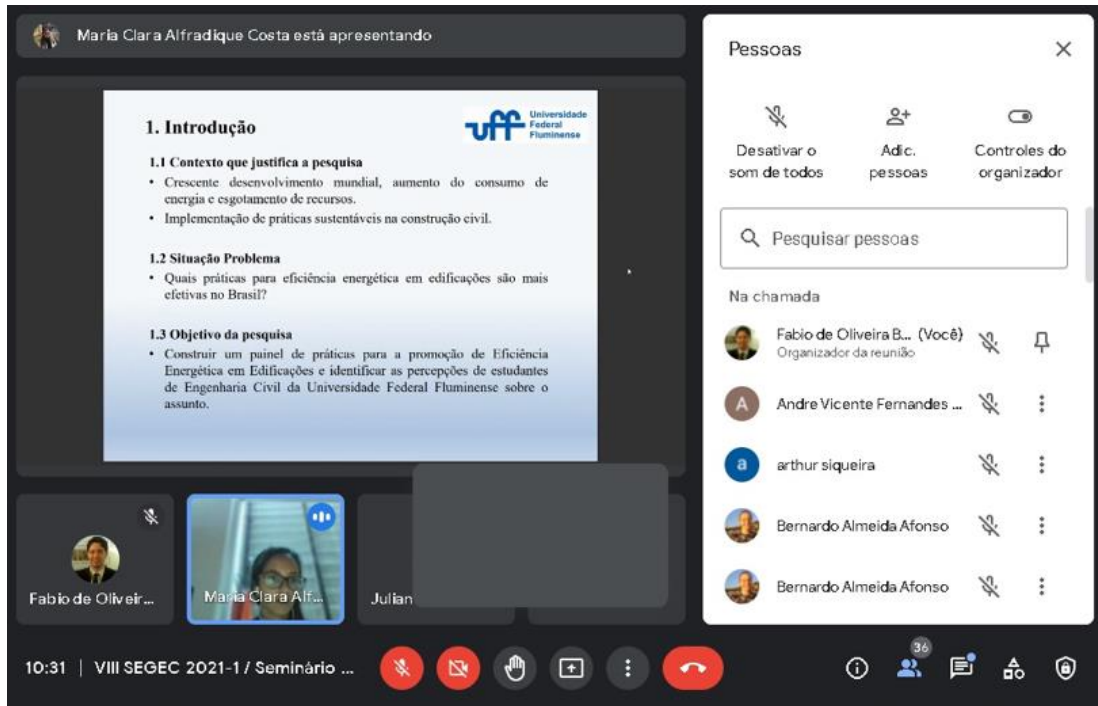 Maria Clara Alfradique Costa está apresentando
1. Introdução
uff Universidade
Federal
Fluminense
1.1 Contexto que justifica a pesquisa
• Crescente desenvolvimento mundial, aumento do consumo de
energia e esgotamento de recursos.
• Implementação de práticas sustentáveis na construção civil.
1.2 Situação Problema
• Quais práticas para eficiência energética em edificações são mais
efetivas no Brasil?
1.3 Objetivo da pesquisa
• Construir um painel de práticas para a promoção de Eficiência
Energética em Edificações e identificar as percepções de estudantes
de Engenharia Civil da Universidade Federal Fluminense sobre o
assunto.
Fabio de Oliveir...
Maria Clara Alf...
Julian
Pessoas
Desativar o
som de todos
Adic.
pessoas
Controles do
organizador
Pesquisar pessoas
Na chamada
Fabio de Oliveira B... (Você)
Organizador da reunião
A
Andre Vicente Fernandes ...
a
arthur siqueira
Bernardo Almeida Afonso
Bernardo Almeida Afonso
10:31 | VIII SEGEC 2021-1 / Seminário ...
36